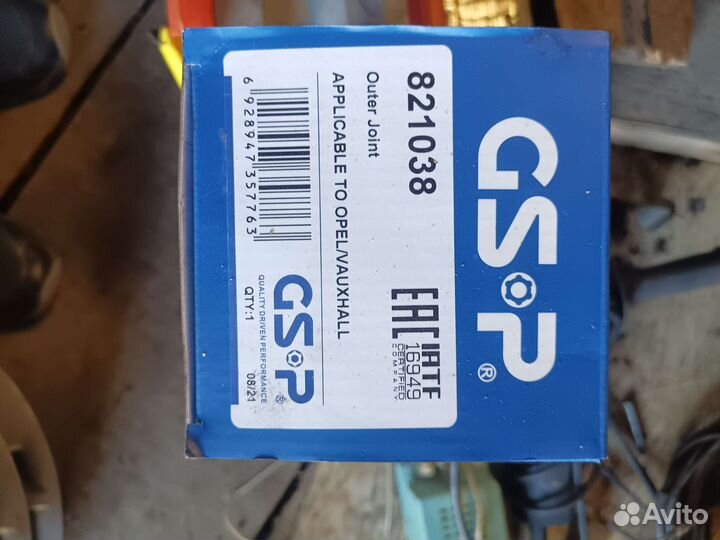 GSP®
821038
Outer Joint
APPLICABLE TO OPEL/VAUXHALL
6 928947 357763
EAC
IATF
16949
CERTIFIED
COMPANY
GSP®
QUALITY DRIVEN PERFORMANCE
QTY:1
08/21
Avito